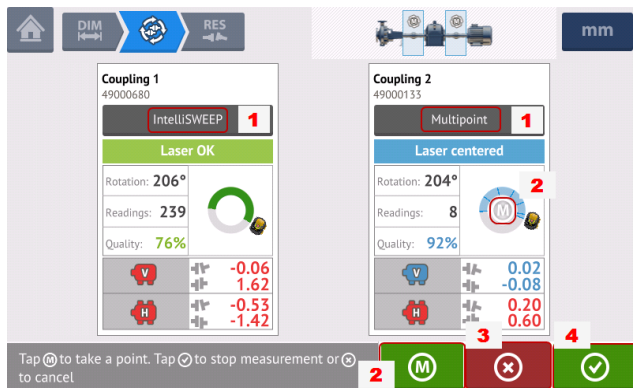 DIM
RES
mm
Coupling 1
49000680
IntelliSWEEP
1
Laser OK
Rotation: 206°
Readings: 239
Quality: 76%
V
-0.06
1.62
H
-0.53
-1.42
Coupling 2
49000133
Multipoint
1
Laser centered
2
Rotation: 204°
Readings: 8
Quality: 92%
M
V
0.02
-0.08
H
0.20
0.60
Tap M to take a point. Tap to stop measurement or
to cancel
2
M
3
4